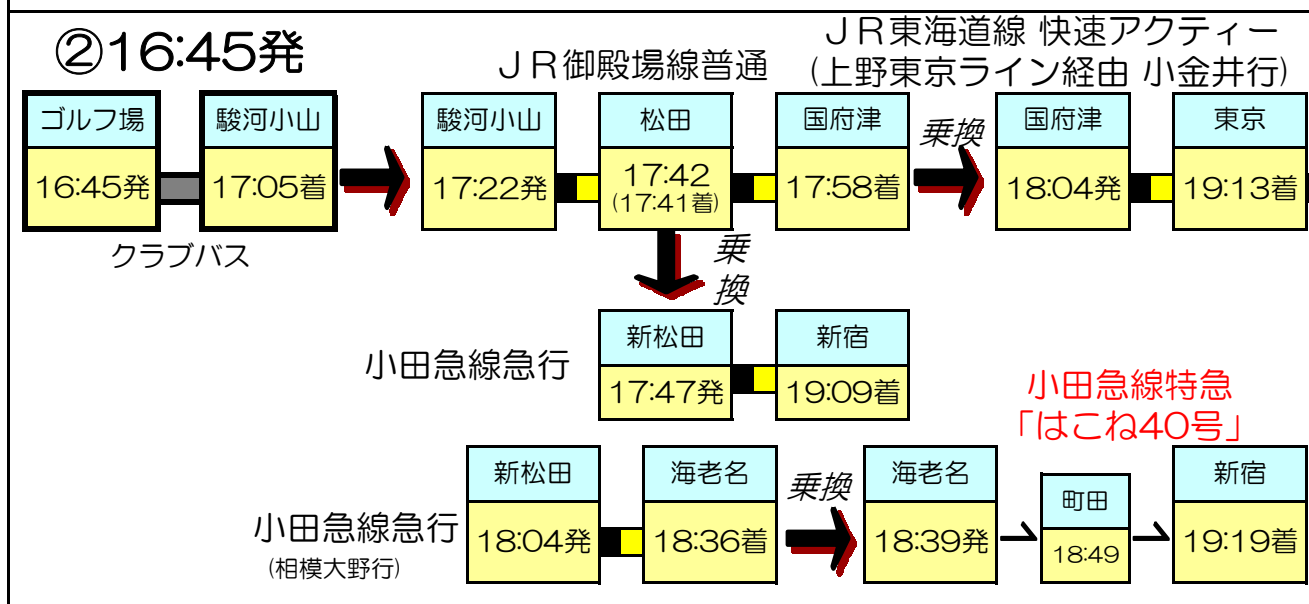 ②16:45発
JR御殿場線普通
JR東海道線 快速アクティー
(上野東京ライン経由 小金井行)
ゴルフ場
駿河小山
駿河小山
松田
国府津
乗換
国府津
東京
16:45発
17:05着
17:22発
17:42
(17:41着)
17:58着
18:04発
19:13着
クラブバス
乗
換
小田急線急行
新松田
新宿
17:47発
19:09着
小田急線特急
「はこね40号」
新松田
海老名
乗換
海老名
町田
新宿
小田急線急行
(相模大野行)
18:04発
18:36着
18:39発
18:49
19:19着